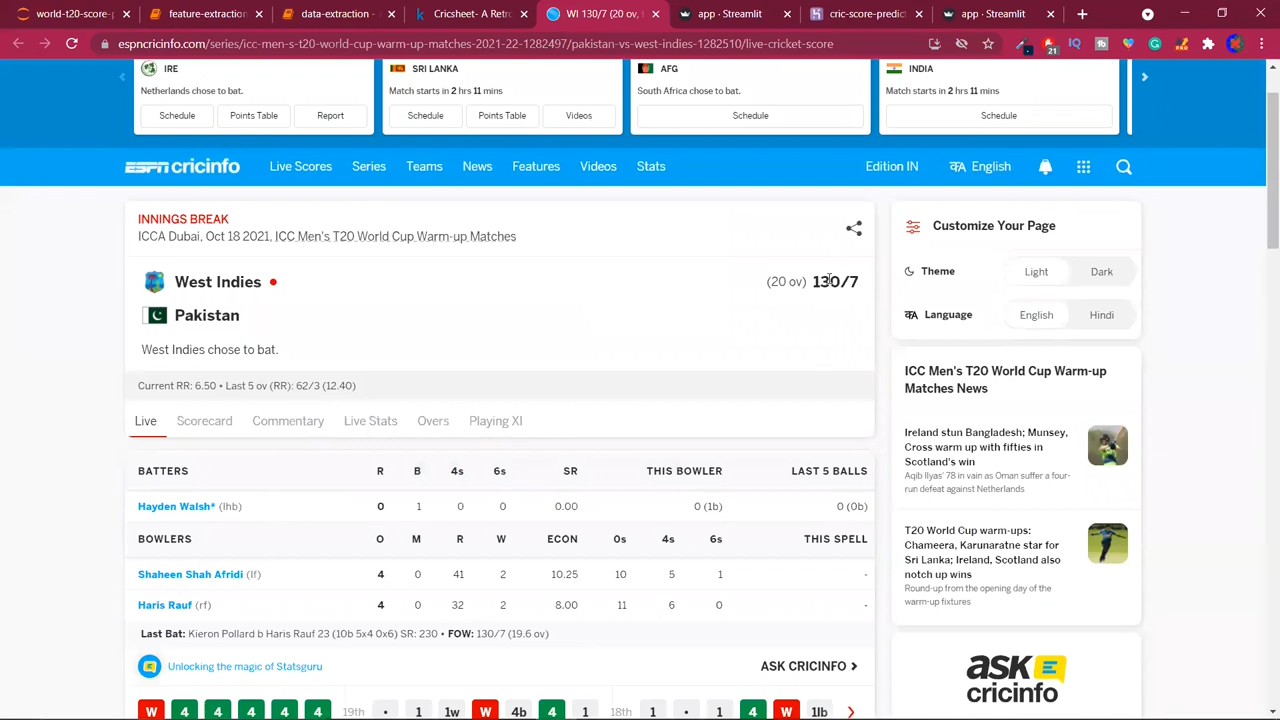 world-t20-score-p
feature-extraction
data-extraction -
Cricsheet - A Retro
WI 130/7 (20 ov, 
app · Streamlit
cric-score-predict
app · Streamlit
espncricinfo.com/series/icc-men-s-t20-world-cup-warm-up-matches-2021-22-1282497/pakistan-vs-west-indies-1282510/live-cricket-score
21
IRE
SRI LANKA
AFG
INDIA
Netherlands chose to bat.
Match starts in 2 hrs 11 mins
South Africa chose to bat.
Match starts in 2 hrs 11 mins
Schedule Points Table Report
Schedule Points Table Videos
Schedule
Schedule
ESPN cricinfo Live Scores Series Teams News Features Videos Stats Edition IN English
INNINGS BREAK
ICCA Dubai, Oct 18 2021, ICC Men's T20 World Cup Warm-up Matches
West Indies (20 ov) 130/7
Pakistan
West Indies chose to bat.
Current RR: 6.50 • Last 5 ov (RR): 62/3 (12.40)
Live Scorecard Commentary Live Stats Overs Playing XI
BATTERS R B 4s 6s SR THIS BOWLER LAST 5 BALLS
Hayden Walsh* (lhb) 0 1 0 0 0.00 0 (1b) 0 (0b)
BOWLERS O M R W ECON 0s 4s 6s THIS SPELL
Shaheen Shah Afridi (lf) 4 0 41 2 10.25 10 5 1 -
Haris Rauf (rf) 4 0 32 2 8.00 11 6 0 -
Last Bat: Kieron Pollard b Haris Rauf 23 (10b 5x4 0x6) SR: 230 • FOW: 130/7 (19.6 ov)
Unlocking the magic of Statsguru ASK CRICINFO
W 4 4 4 4 4 19th • 1 1w W 4b 4 1 18th 1 • 1 4 W 1lb
Customize Your Page
Theme Light Dark
Language English Hindi
ICC Men's T20 World Cup Warm-up
Matches News
Ireland stun Bangladesh; Munsey,
Cross warm up with fifties in
Scotland's win
Aqib Ilyas' 78 in vain as Oman suffer a four-
run defeat against Netherlands
T20 World Cup warm-ups:
Chameera, Karunaratne star for
Sri Lanka; Ireland, Scotland also
notch up wins
Round-up from the opening day of the
warm-up fixtures
ask
cricinfo